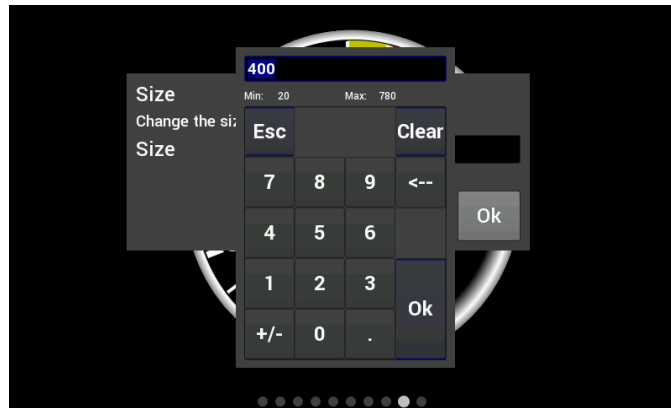 400
Min: 20 Max: 780
Size
Change the siz
Size
Esc Clear
7 8 9 <--
4 5 6
1 2 3
+/- 0 .
Ok
Ok